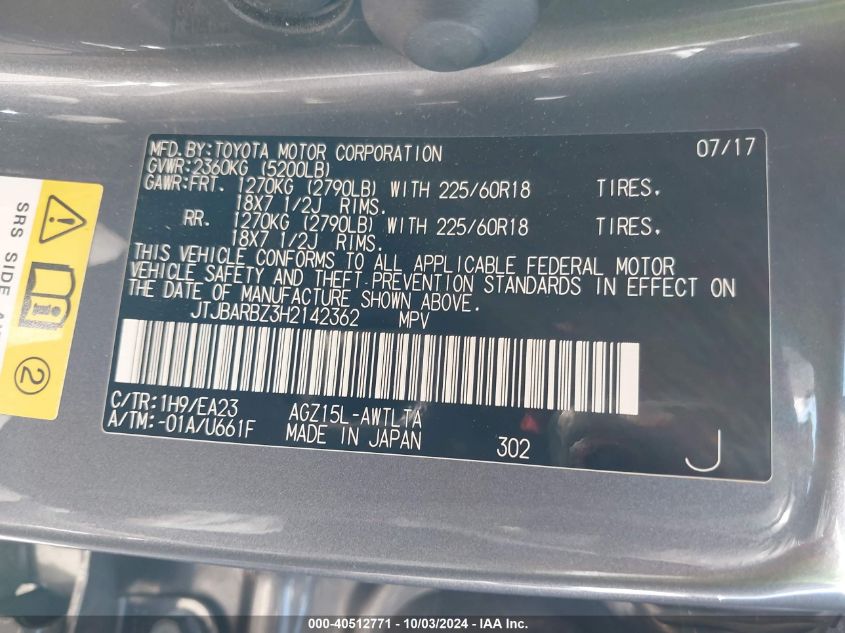 MFD.BY:TOYOTA MOTOR CORPORATION 07/17
GVWR:2360KG (5200LB)
GAWR:FRT. 1270KG (2790LB) WITH 225/60R18 TIRES.
18X7 1/2J RIMS.
RR. 1270KG (2790LB) WITH 225/60R18 TIRES.
18X7 1/2J RIMS.
THIS VEHICLE CONFORMS TO ALL APPLICABLE FEDERAL MOTOR
VEHICLE SAFETY AND THEFT PREVENTION STANDARDS IN EFFECT ON
THE DATE OF MANUFACTURE SHOWN ABOVE.
JTJBARBZ3H2142362 MPV
C/TR:1H9/EA23 AGZ15L-AWTLTA
A/TM:-01A/U661F MADE IN JAPAN 302 J
SRS SIDE
2
000-40512771 - 10/03/2024 - IAA Inc.